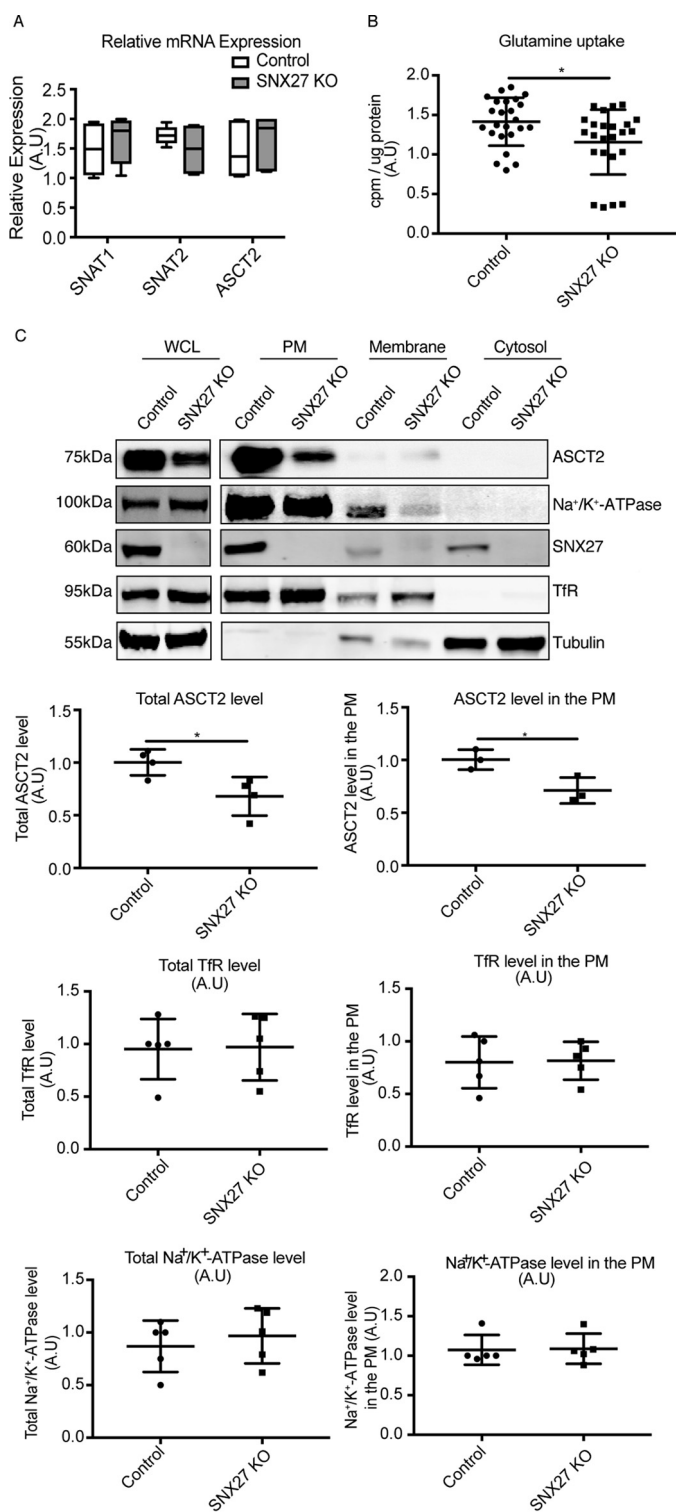 A
Relative mRNA Expression
Control
SNX27 KO
Relative Expression
(A.U)
2.5
2.0
1.5
1.0
0.5
0.0
SNAT1
SNAT2
ASCT2
B
Glutamine uptake
*
cpm / ug protein
(A.U)
2.0
1.5
1.0
0.5
0.0
Control
SNX27 KO
C
WCL
PM
Membrane
Cytosol
Control
SNX27 KO
Control
SNX27 KO
Control
SNX27 KO
Control
SNX27 KO
75kDa
ASCT2
100kDa
Na+/K+-ATPase
60kDa
SNX27
95kDa
TfR
55kDa
Tubulin
Total ASCT2 level
*
Total ASCT2 level
(A.U)
1.5
1.0
0.5
0.0
Control
SNX27 KO
ASCT2 level in the PM
*
ASCT2 level in the PM
(A.U)
1.5
1.0
0.5
0.0
Control
SNX27 KO
Total TfR level
(A.U)
Total TfR level
(A.U)
1.5
1.0
0.5
0.0
Control
SNX27 KO
TfR level in the PM
(A.U)
TfR level in the PM
(A.U)
1.5
1.0
0.5
0.0
Control
SNX27 KO
Total Na+/K+-ATPase level
(A.U)
Total Na+/K+-ATPase level
(A.U)
1.5
1.0
0.5
0.0
Control
SNX27 KO
Na+/K+-ATPase level in the PM
(A.U)
Na+/K+-ATPase level
in the PM (A.U)
2.0
1.5
1.0
0.5
0.0
Control
SNX27 KO